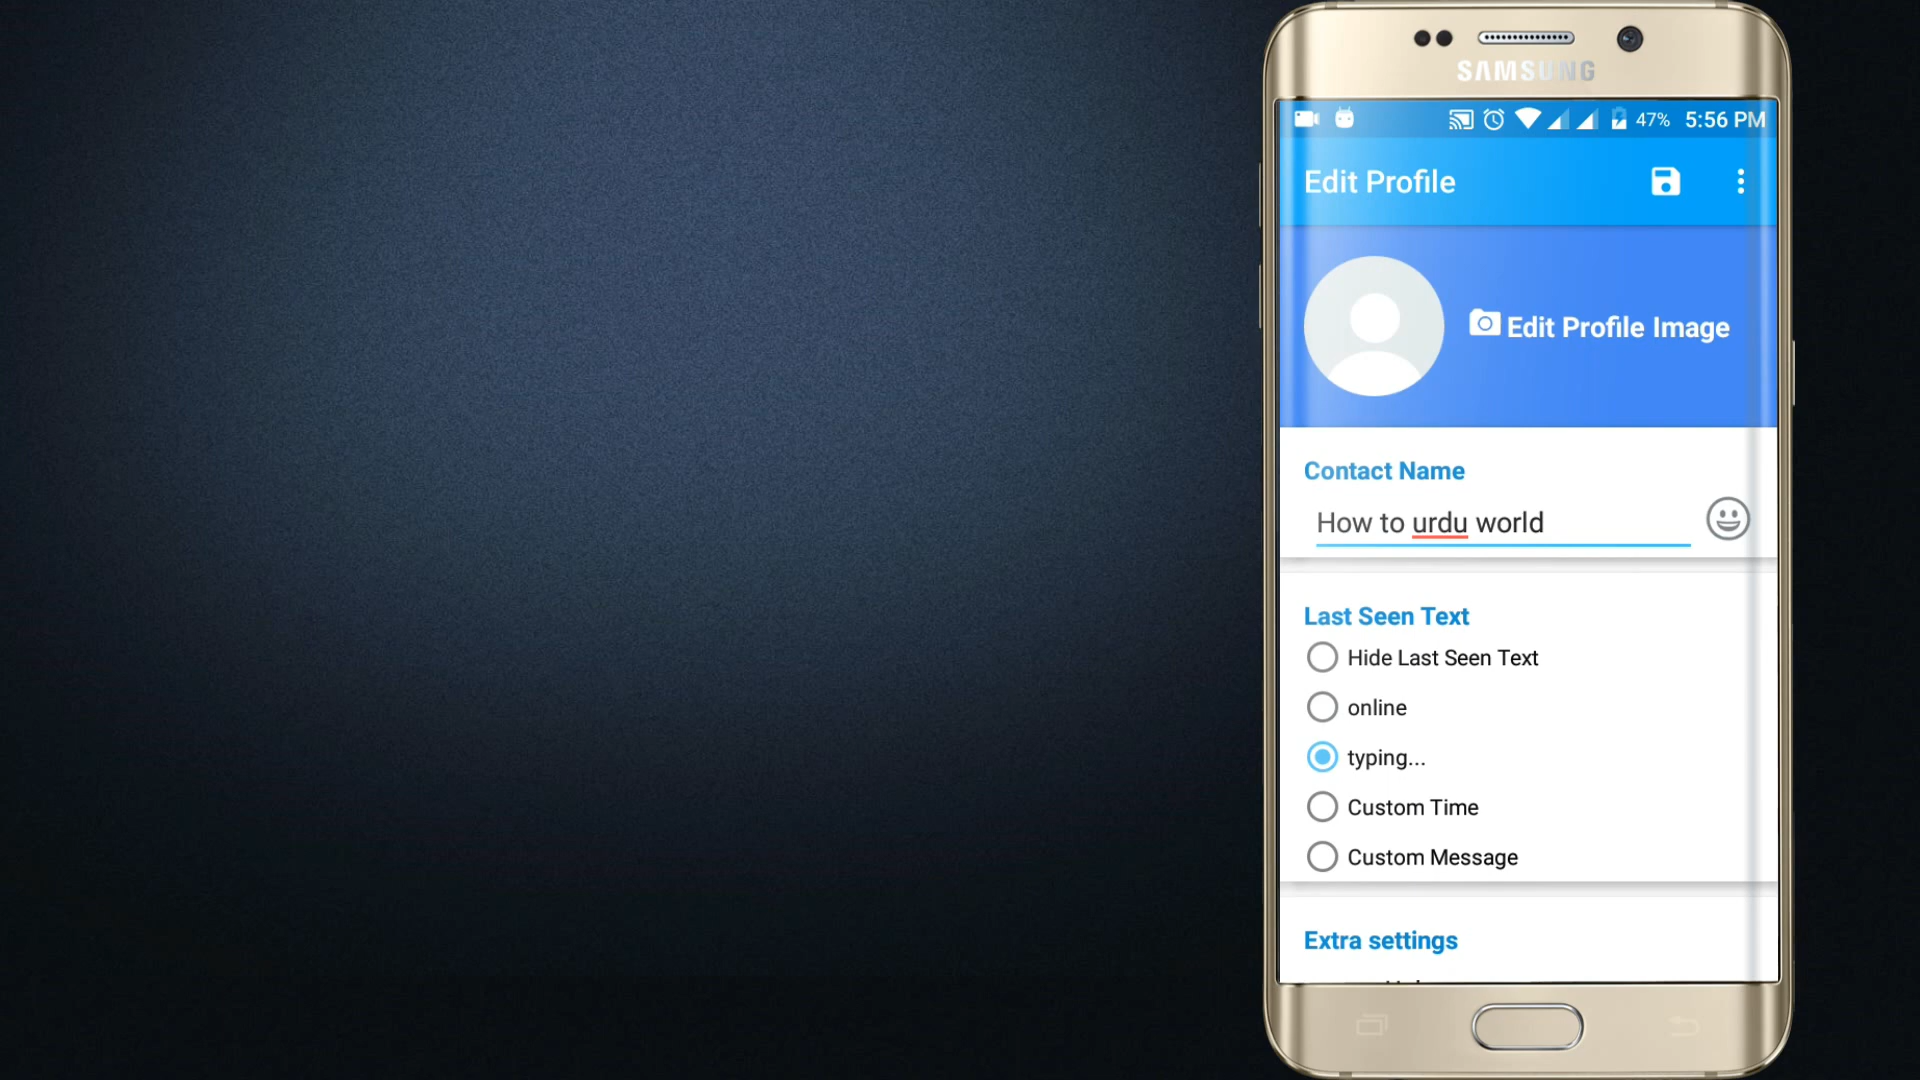 SAMSUNG
47% 5:56 PM
Edit Profile
Edit Profile Image
Contact Name
How to urdu world
Last Seen Text
Hide Last Seen Text
online
typing...
Custom Time
Custom Message
Extra settings